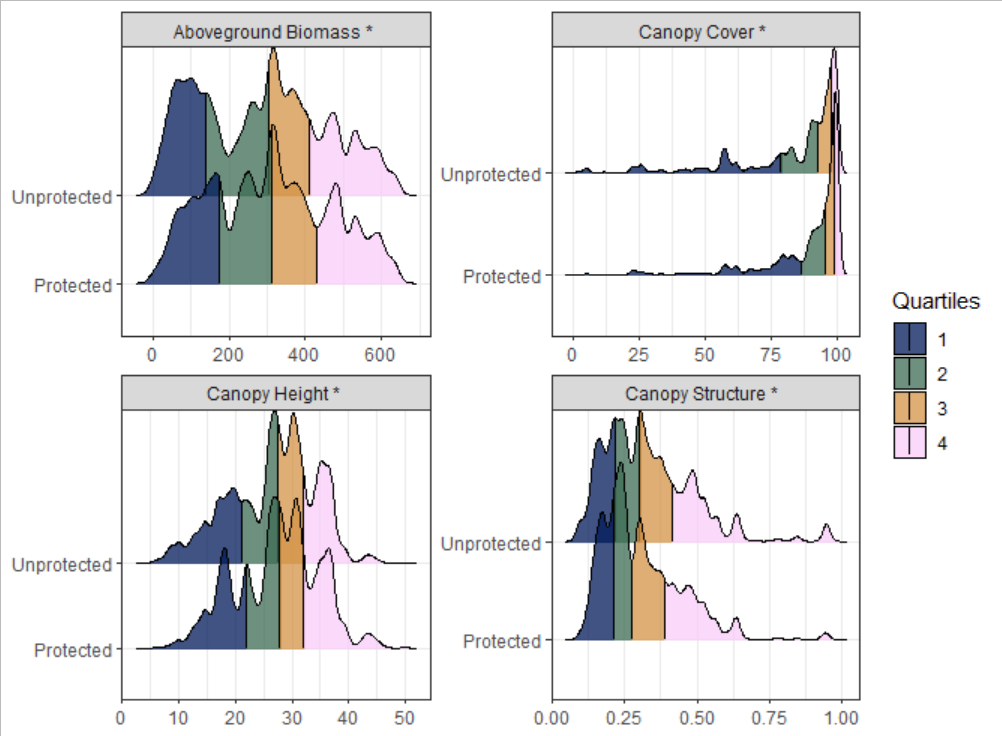 Aboveground Biomass *
Unprotected
Protected
0 200 400 600
Canopy Cover *
Unprotected
Protected
0 25 50 75 100
Canopy Height *
Unprotected
Protected
0 10 20 30 40 50
Canopy Structure *
Unprotected
Protected
0.00 0.25 0.50 0.75 1.00
Quartiles
1
2
3
4